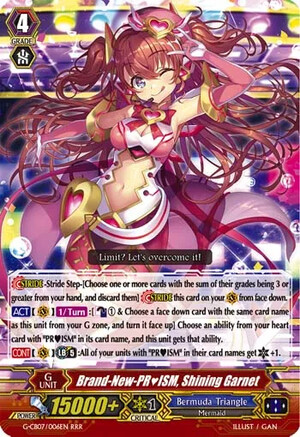 4
GRADE
Limit? Let's overcome it!
STRIDE -Stride Step-[Choose one or more cards with the sum of their grades being 3 or
greater from your hand, and discard them] STRIDE this card on your from face down.
ACT 1/Turn -[ 1 & Choose a face down card with the same card name
as this unit from your G zone, and turn it face up] Choose an ability from your heart
card with "PR♥ISM" in its card name, and this unit gets that ability.
CONT LB 5 :All of your units with "PR♥ISM" in their card names get +1.
G UNIT
Brand-New-PR♥ISM, Shining Garnet
POWER 15000+ 1 CRITICAL
Bermuda Triangle
Mermaid
G-CB07/006EN RRR
ILLUST / GAN